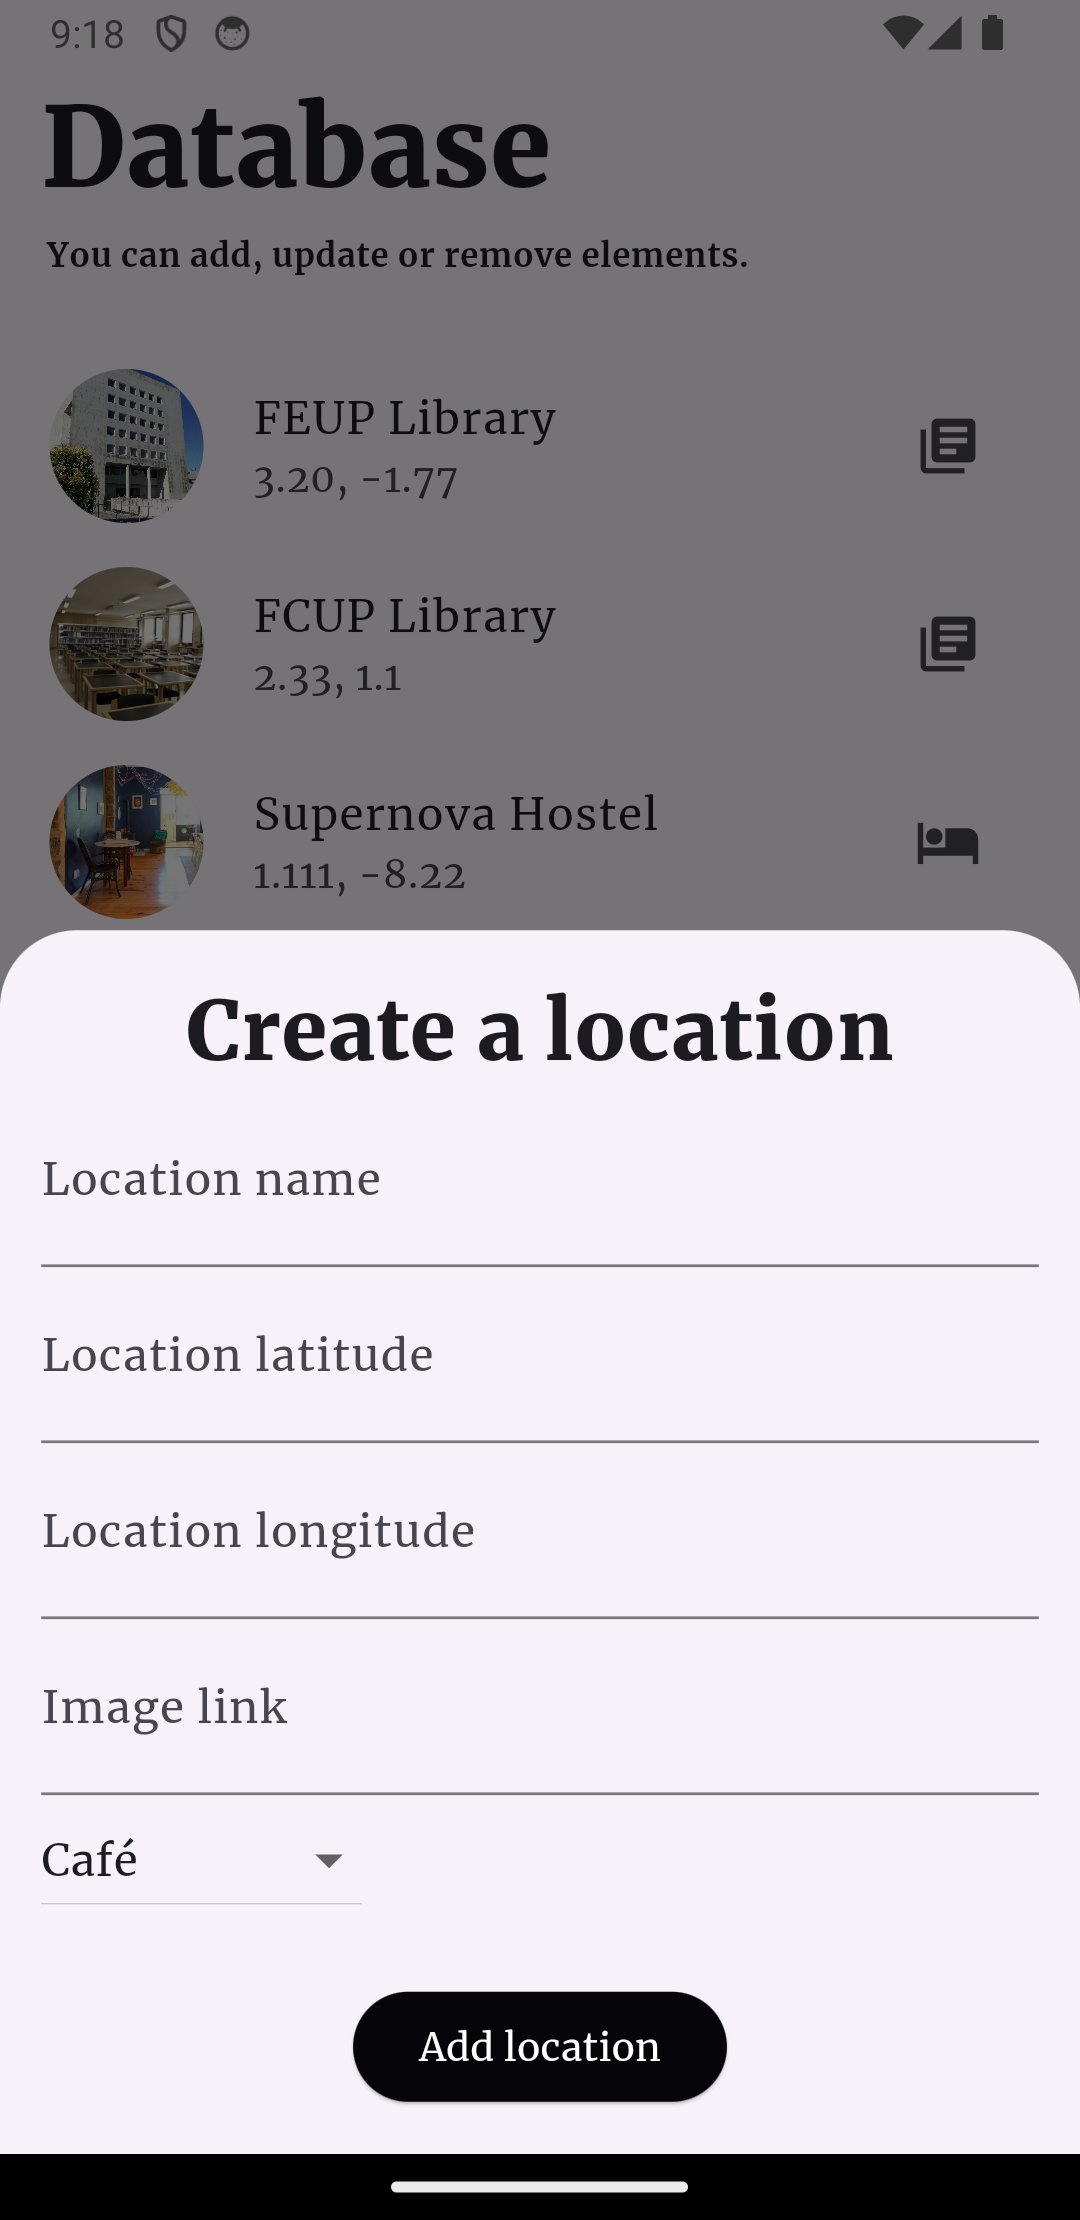 9:18
Database
You can add, update or remove elements.
FEUP Library
3.20, -1.77
FCUP Library
2.33, 1.1
Supernova Hostel
1.111, -8.22
Create a location
Location name
Location latitude
Location longitude
Image link
Café
Add location